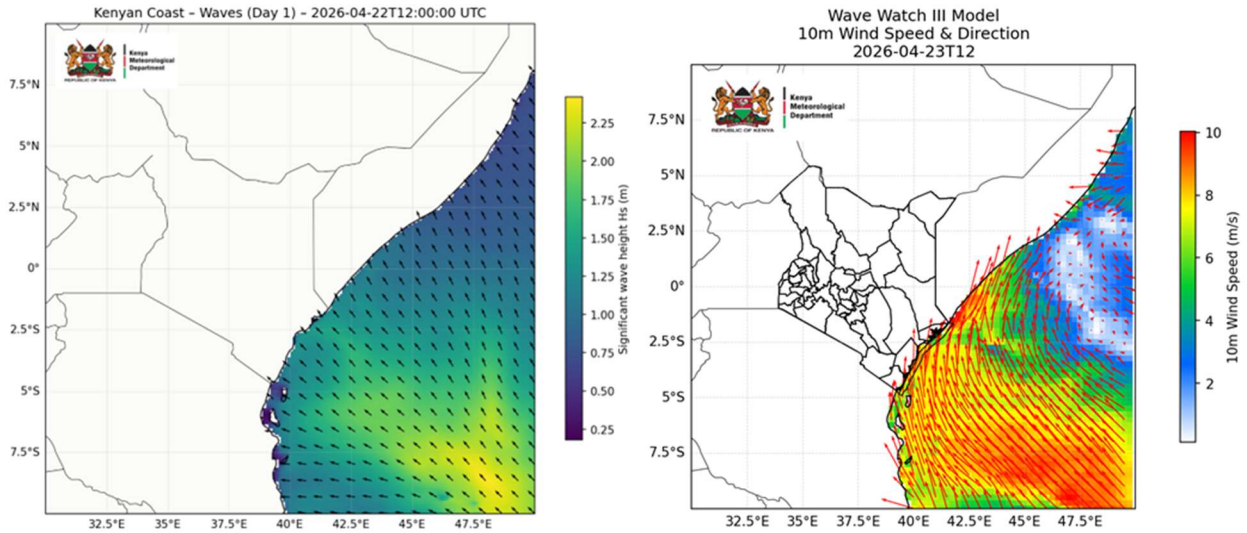 Kenyan Coast – Waves (Day 1) – 2026-04-22T12:00:00 UTC
Kenya
Meteorological
Department
REPUBLIC OF KENYA
7.5°N
5°N
2.5°N
0°
2.5°S
5°S
7.5°S
32.5°E 35°E 37.5°E 40°E 42.5°E 45°E 47.5°E
2.25
2.00
1.75
1.50
1.25
1.00
0.75
0.50
0.25
Significant wave height Hs (m)
Wave Watch III Model
10m Wind Speed & Direction
2026-04-23T12
Kenya
Meteorological
Department
REPUBLIC OF KENYA
7.5°N
5°N
2.5°N
0°
2.5°S
5°S
7.5°S
32.5°E 35°E 37.5°E 40°E 42.5°E 45°E 47.5°E
10
8
6
4
2
10m Wind Speed (m/s)